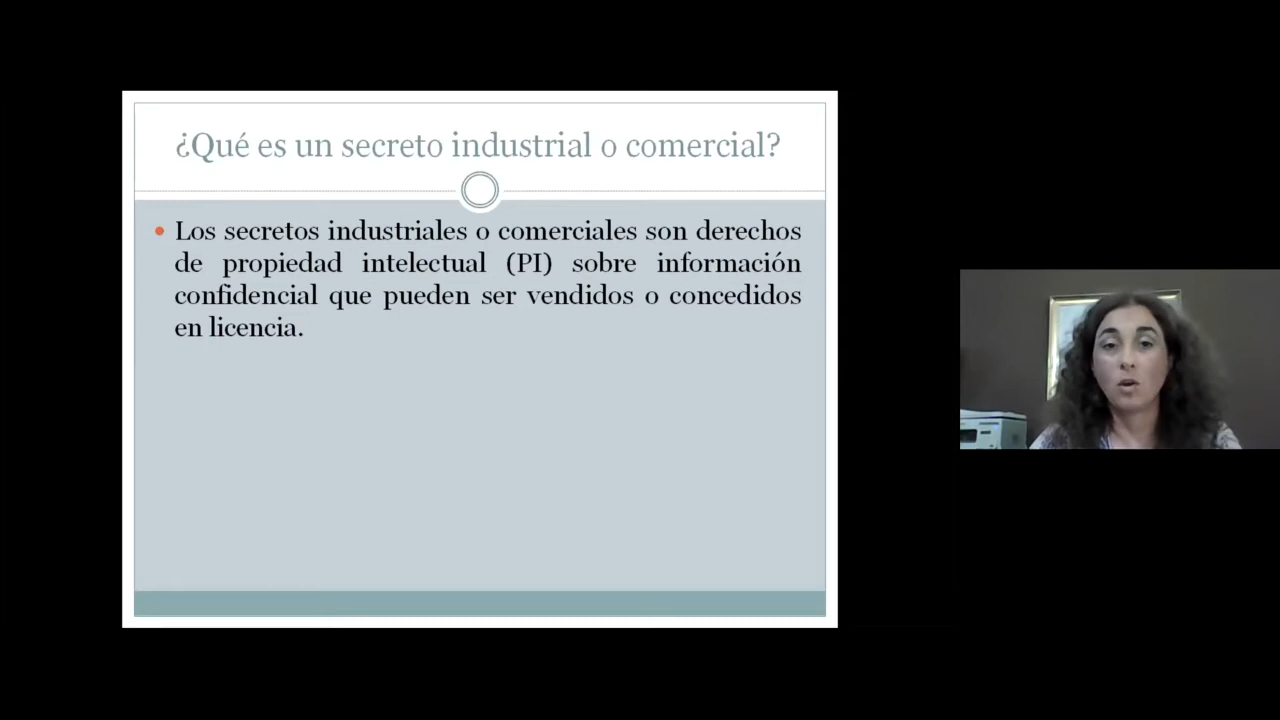 ¿Qué es un secreto industrial o comercial?
Los secretos industriales o comerciales son derechos
de propiedad intelectual (PI) sobre información
confidencial que pueden ser vendidos o concedidos
en licencia.